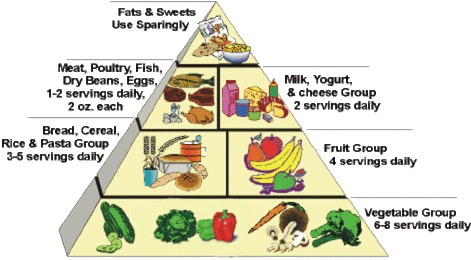 Fats & Sweets
Use Sparingly
Meat, Poultry, Fish,
Dry Beans, Eggs,
1-2 servings daily,
2 oz. each
Milk, Yogurt,
& cheese Group
2 servings daily
Bread, Cereal,
Rice & Pasta Group
3-5 servings daily
Fruit Group
4 servings daily
Vegetable Group
6-8 servings daily